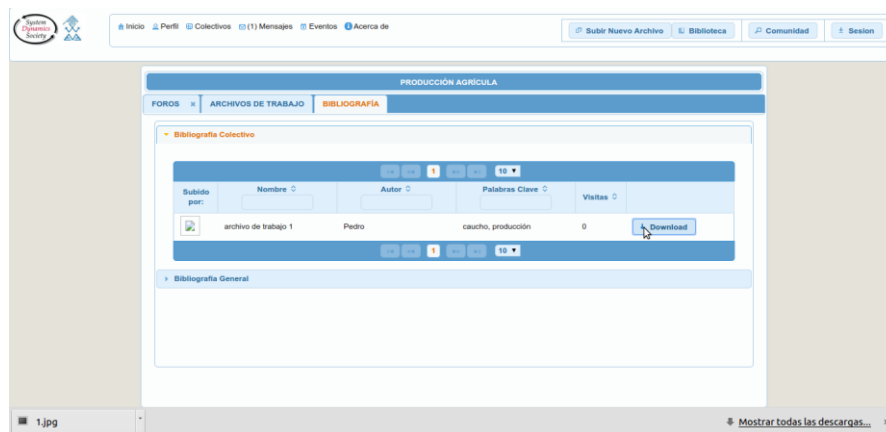 System
Dynamics
Society
Inicio Perfil Colectivos (1) Mensajes Eventos Acerca de
Subir Nuevo Archivo Biblioteca Comunidad Sesion
PRODUCCIÓN AGRÍCULA
FOROS × ARCHIVOS DE TRABAJO BIBLIOGRAFÍA
Bibliografía Colectivo
1 10
Subido por: Nombre Autor Palabras Clave Visitas
archivo de trabajo 1 Pedro caucho, producción 0 Download
1 10
Bibliografía General
1.jpg Mostrar todas las descargas...